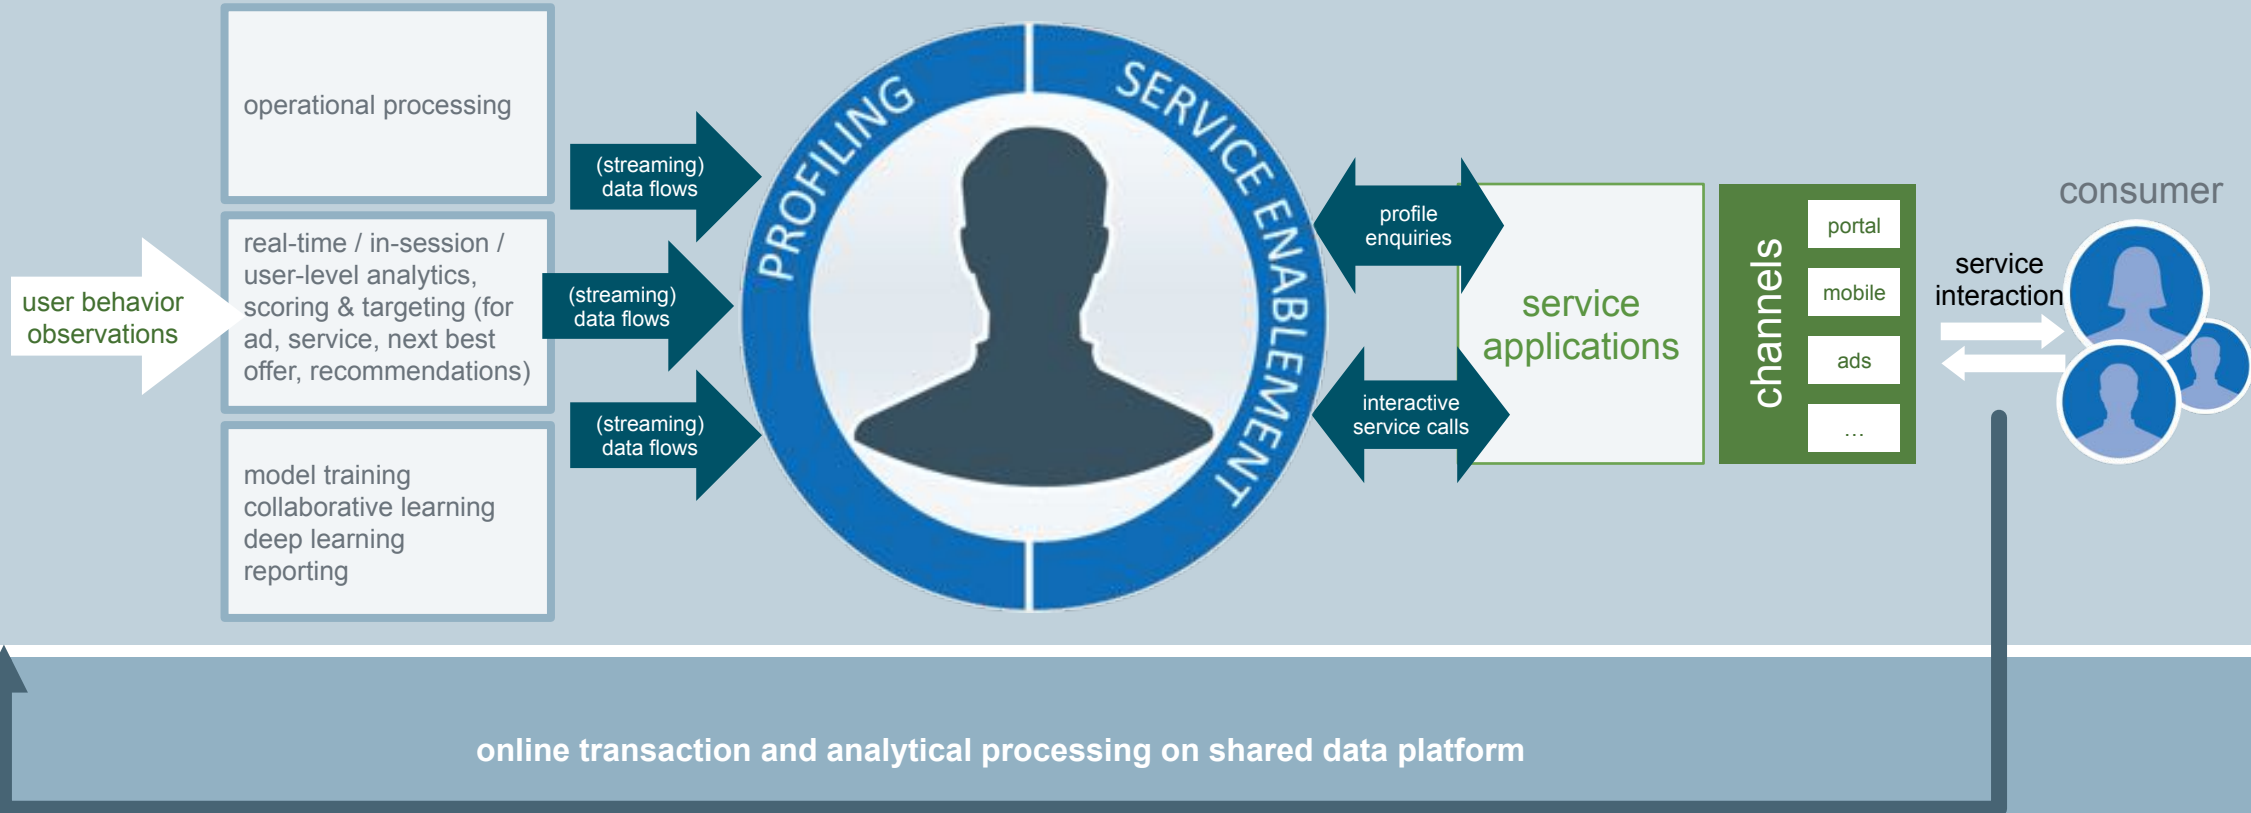 operational processing
user behavior
observations
real-time / in-session /
user-level analytics,
scoring & targeting (for
ad, service, next best
offer, recommendations)
model training
collaborative learning
deep learning
reporting
(streaming)
data flows
(streaming)
data flows
(streaming)
data flows
PROFILING
SERVICE ENABLEMENT
profile
enquiries
interactive
service calls
service
applications
channels
portal
mobile
ads
…
service
interaction
consumer
online transaction and analytical processing on shared data platform